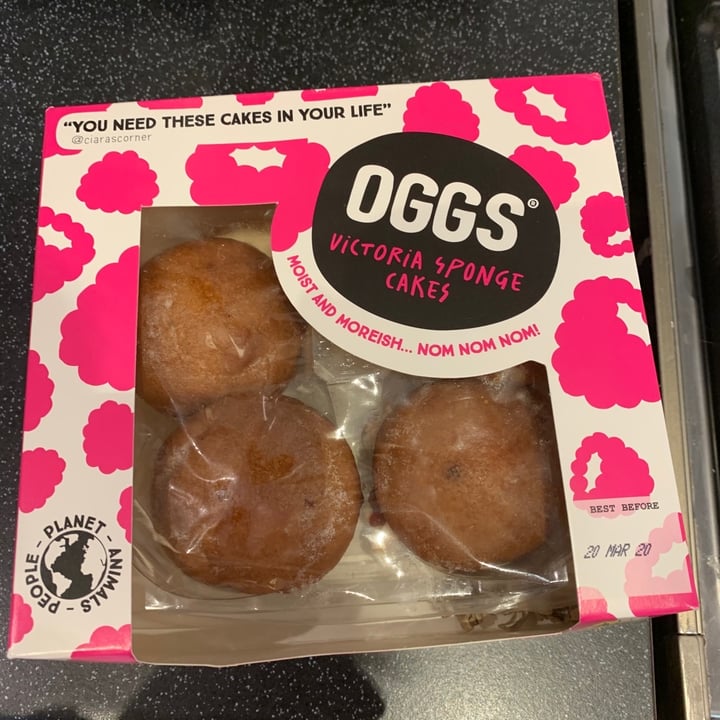 “YOU NEED THESE CAKES IN YOUR LIFE”
@ciarascorner
OGGS®
VICTORIA SPONGE
CAKES
MOIST AND MOREISH... NOM NOM NOM!
PEOPLE - PLANET - ANIMALS -
BEST BEFORE
20 MAR 20